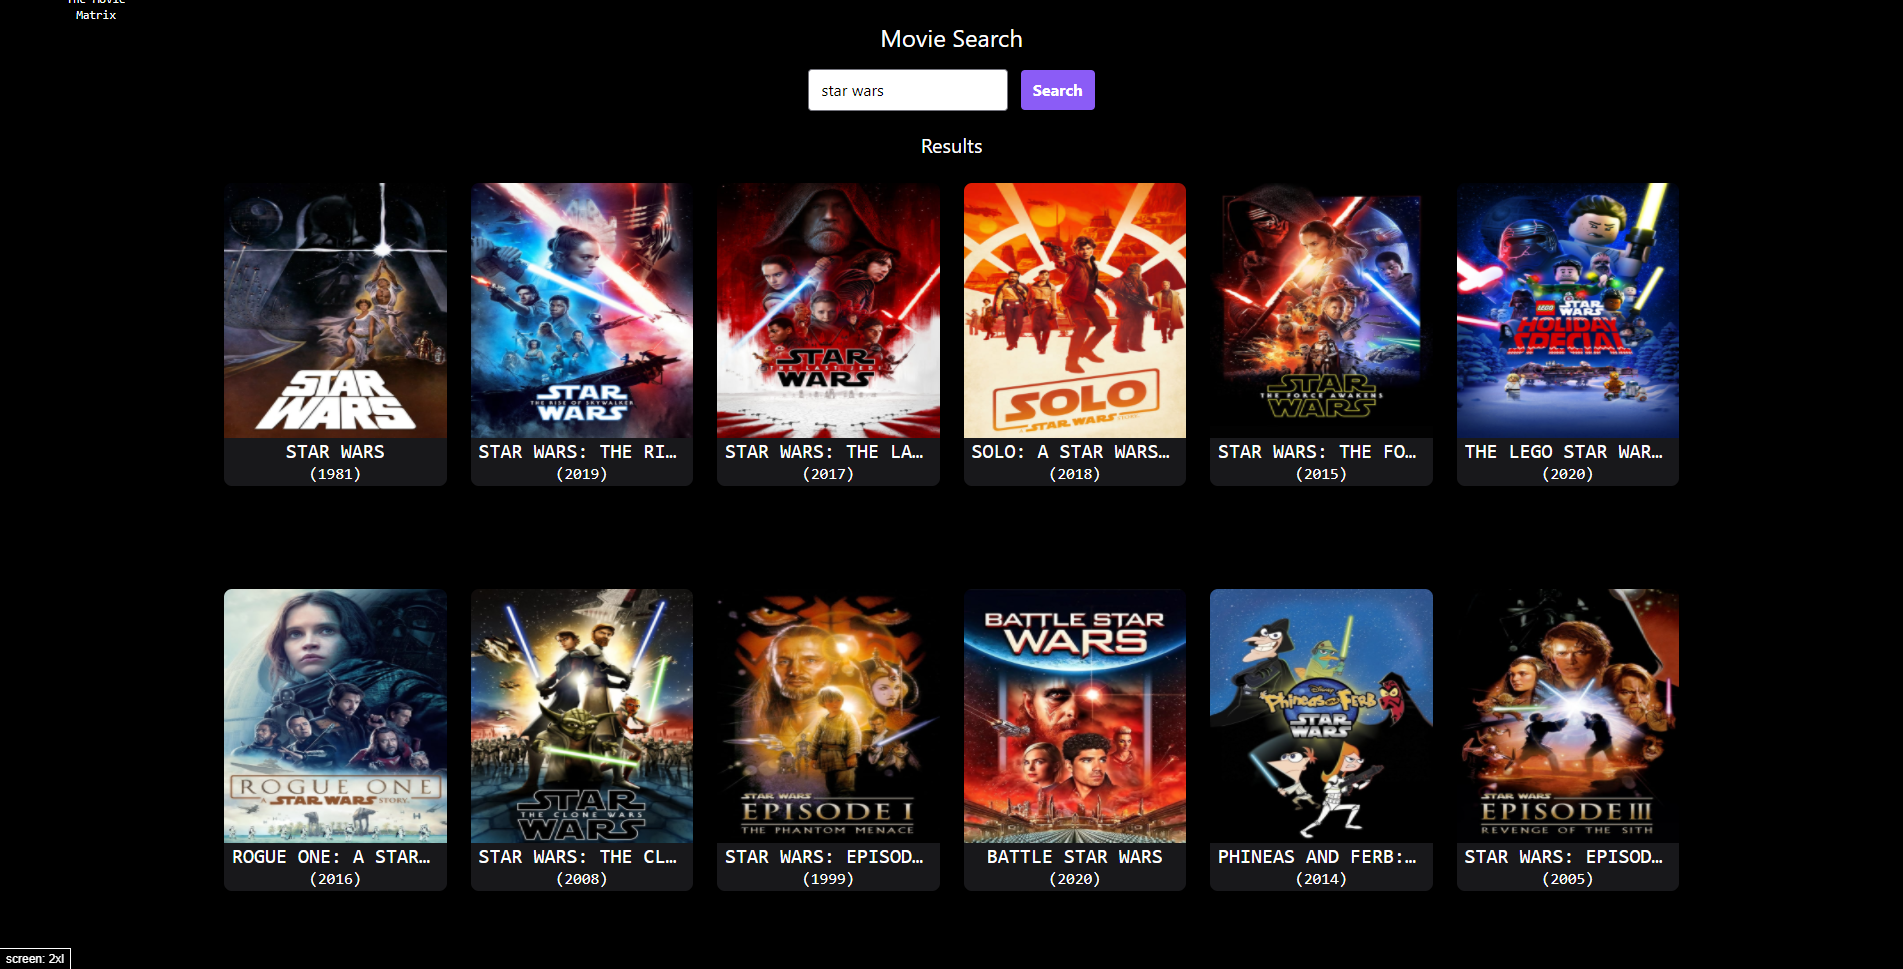 The Movie
Matrix
Movie Search
star wars
Search
Results
STAR
WARS
STAR
THE RISE OF SKYWALKER
WARS
STAR
THE LAST JEDI
WARS
SOLO
A STAR WARS STORY
STAR
THE FORCE AWAKENS
WARS
LEGO STAR
WARS
HOLIDAY
SPECIAL
STAR WARS
(1981)
STAR WARS: THE RI...
(2019)
STAR WARS: THE LA...
(2017)
SOLO: A STAR WARS...
(2018)
STAR WARS: THE FO...
(2015)
THE LEGO STAR WAR...
(2020)
ROGUE ONE
A STAR WARS STORY
STAR
THE CLONE WARS
WARS
STAR WARS
EPISODE I
THE PHANTOM MENACE
BATTLE STAR
WARS
Disney
Phineas and Ferb
STAR
WARS
STAR WARS
EPISODE III
REVENGE OF THE SITH
ROGUE ONE: A STAR...
(2016)
STAR WARS: THE CL...
(2008)
STAR WARS: EPISOD...
(1999)
BATTLE STAR WARS
(2020)
PHINEAS AND FERB:...
(2014)
STAR WARS: EPISOD...
(2005)
screen: 2xl